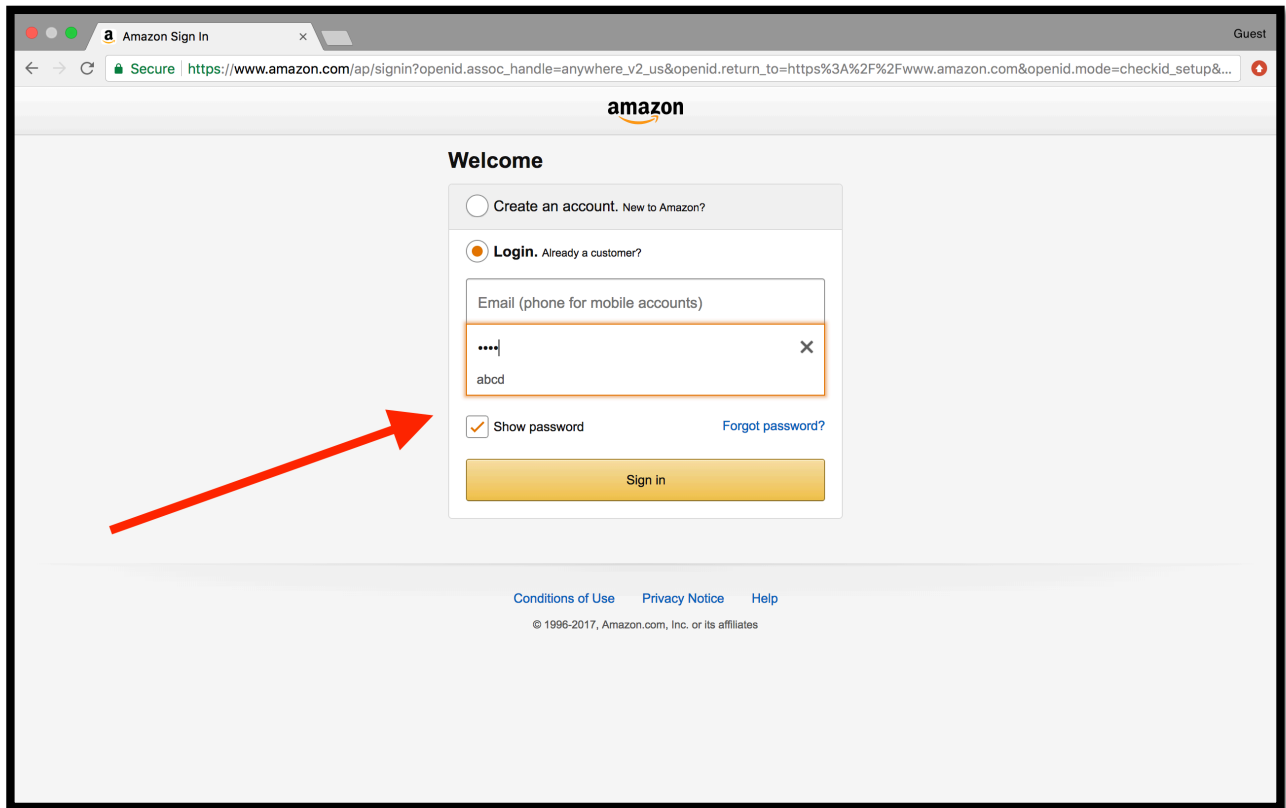 Amazon Sign In
Guest
Secure https://www.amazon.com/ap/signin?openid.assoc_handle=anywhere_v2_us&openid.return_to=https%3A%2F%2Fwww.amazon.com&openid.mode=checkid_setup&...
amazon
Welcome
Create an account. New to Amazon?
Login. Already a customer?
Email (phone for mobile accounts)
••••
abcd
Show password Forgot password?
Sign in
Conditions of Use Privacy Notice Help
© 1996-2017, Amazon.com, Inc. or its affiliates